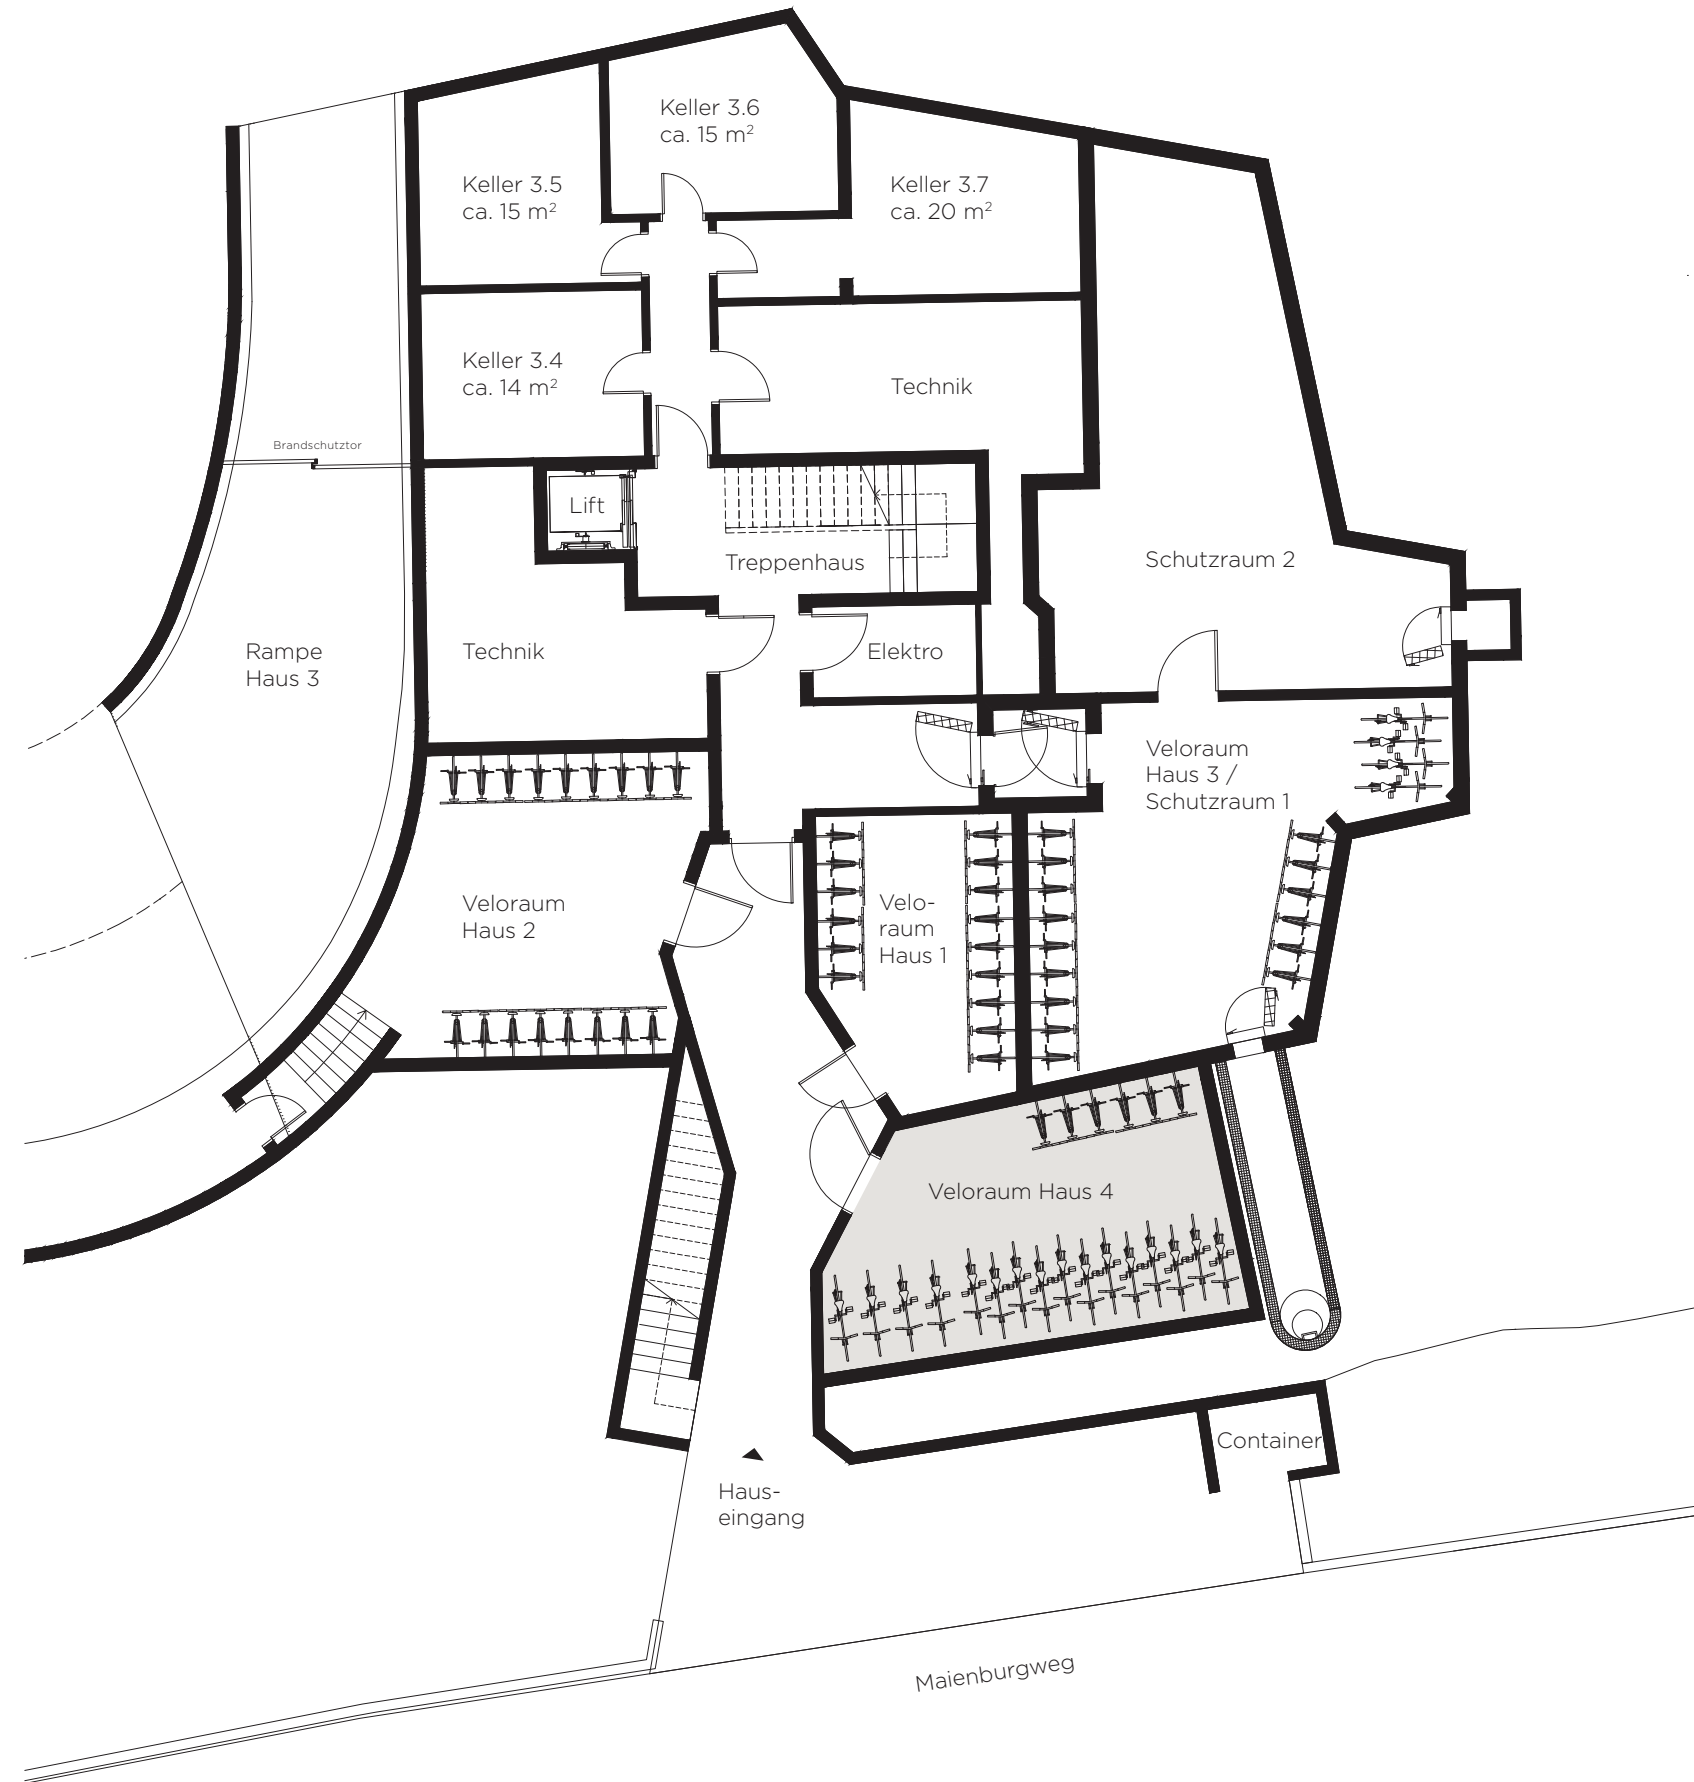 Keller 3.6
ca. 15 m²
Keller 3.5
ca. 15 m²
Keller 3.7
ca. 20 m²
Keller 3.4
ca. 14 m²
Technik
Brandschutztor
Lift
Treppenhaus
Schutzraum 2
Rampe
Haus 3
Technik
Elektro
Veloraum
Haus 3 /
Schutzraum 1
Veloraum
Haus 2
Velo-
raum
Haus 1
Veloraum Haus 4
Container
Haus-
eingang
Maienburgweg